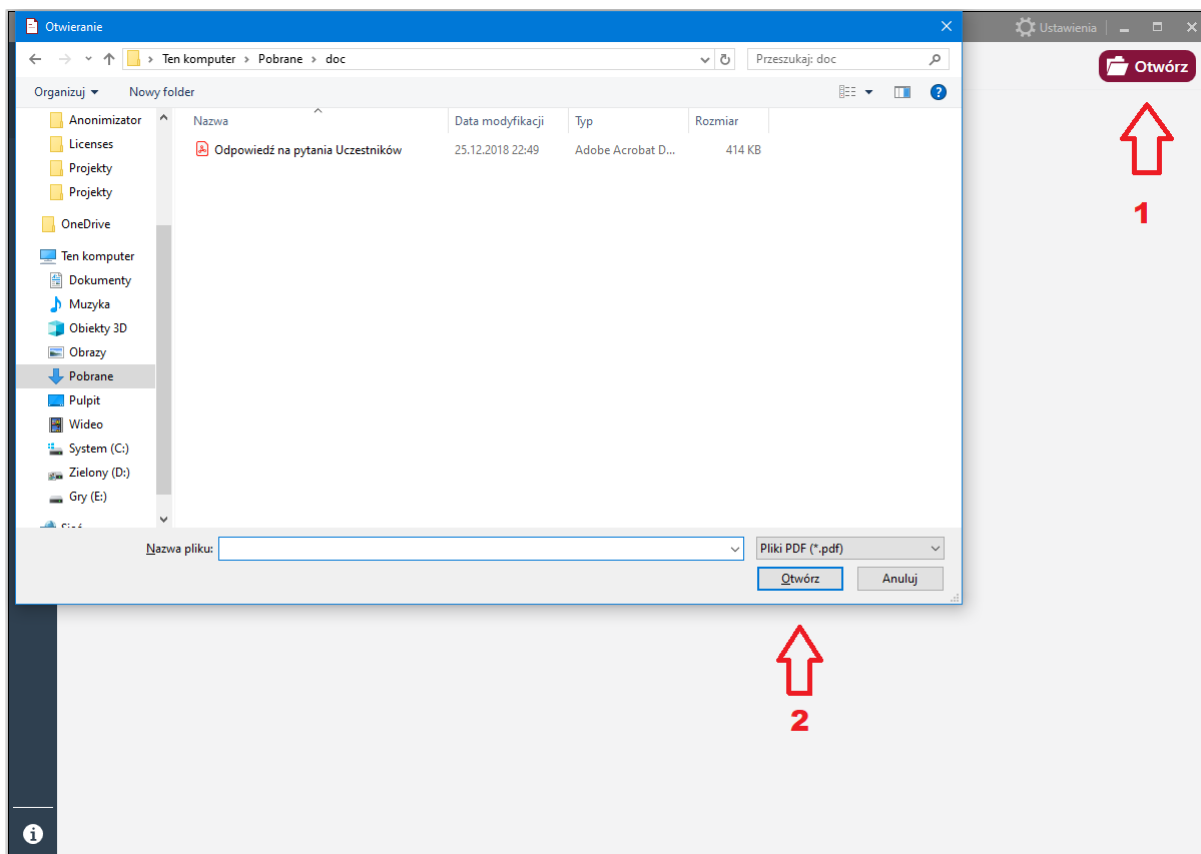 Otwieranie
Ustawienia
Ten komputer > Pobrane > doc
Przeszukaj: doc
Otwórz
Organizuj
Nowy folder
Anonimizator
Licenses
Projekty
Projekty
OneDrive
Ten komputer
Dokumenty
Muzyka
Obiekty 3D
Obrazy
Pobrane
Pulpit
Wideo
System (C:)
Zielony (D:)
Gry (E:)
Nazwa
Data modyfikacji
Typ
Rozmiar
Odpowiedź na pytania Uczestników
25.12.2018 22:49
Adobe Acrobat D...
414 KB
1
Nazwa pliku:
Pliki PDF (*.pdf)
Otwórz
Anuluj
2